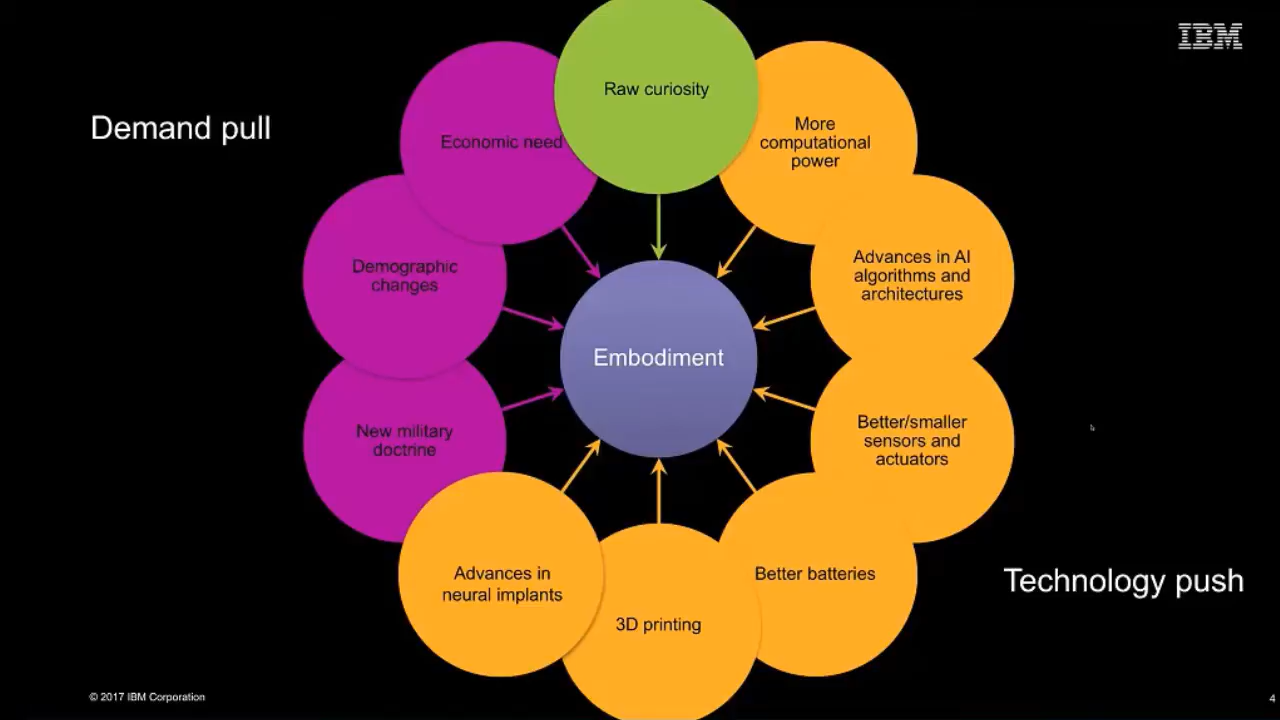 IBM
Demand pull
Raw curiosity
Economic need
More
computational
power
Demographic
changes
Advances in AI
algorithms and
architectures
Embodiment
New military
doctrine
Better/smaller
sensors and
actuators
Advances in
neural implants
3D printing
Better batteries
Technology push
© 2017 IBM Corporation
4